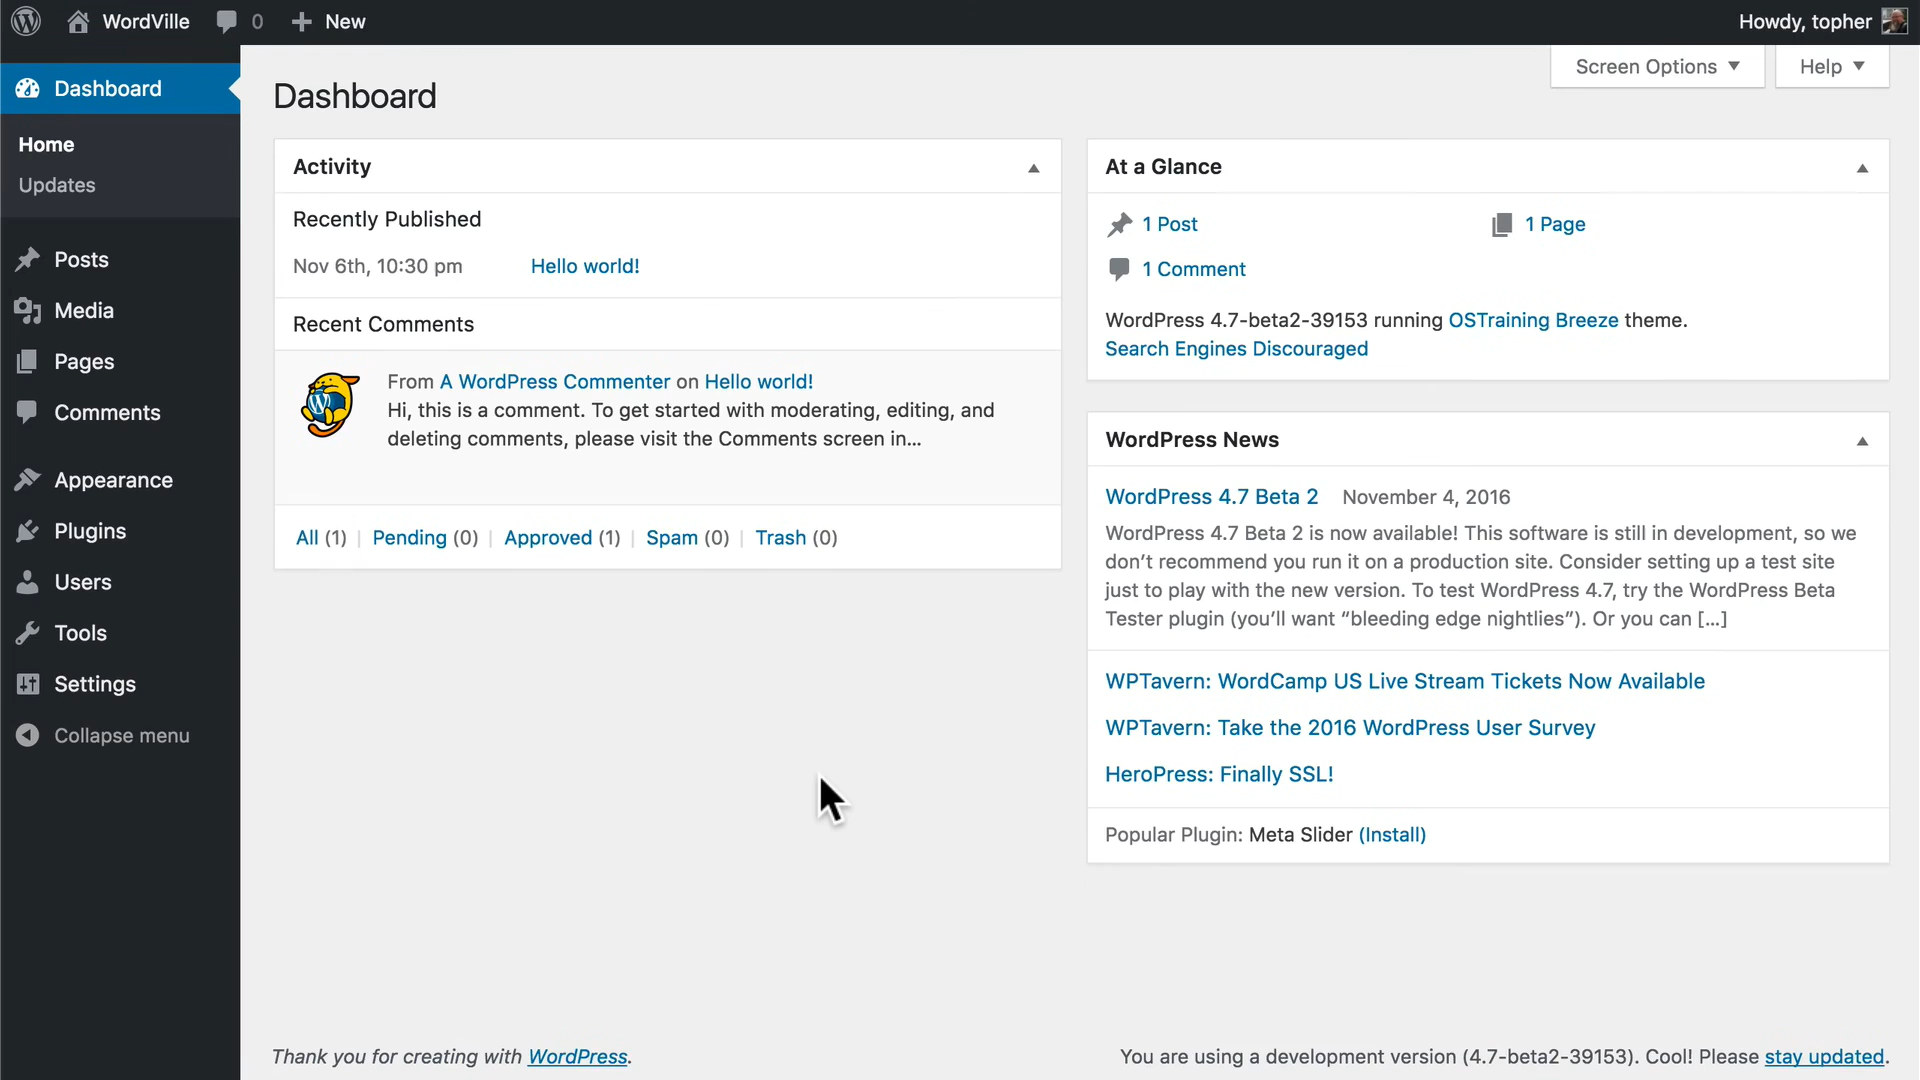 WordVille 0 New
Howdy, topher
Dashboard
Home
Updates
Posts
Media
Pages
Comments
Appearance
Plugins
Users
Tools
Settings
Collapse menu
Screen Options
Help
Dashboard
Activity
Recently Published
Nov 6th, 10:30 pm Hello world!
Recent Comments
From A WordPress Commenter on Hello world!
Hi, this is a comment. To get started with moderating, editing, and
deleting comments, please visit the Comments screen in…
All (1) | Pending (0) | Approved (1) | Spam (0) | Trash (0)
At a Glance
1 Post
1 Page
1 Comment
WordPress 4.7-beta2-39153 running OSTraining Breeze theme.
Search Engines Discouraged
WordPress News
WordPress 4.7 Beta 2 November 4, 2016
WordPress 4.7 Beta 2 is now available! This software is still in development, so we
don’t recommend you run it on a production site. Consider setting up a test site
just to play with the new version. To test WordPress 4.7, try the WordPress Beta
Tester plugin (you’ll want “bleeding edge nightlies”). Or you can […]
WPTavern: WordCamp US Live Stream Tickets Now Available
WPTavern: Take the 2016 WordPress User Survey
HeroPress: Finally SSL!
Popular Plugin: Meta Slider (Install)
Thank you for creating with WordPress.
You are using a development version (4.7-beta2-39153). Cool! Please stay updated.